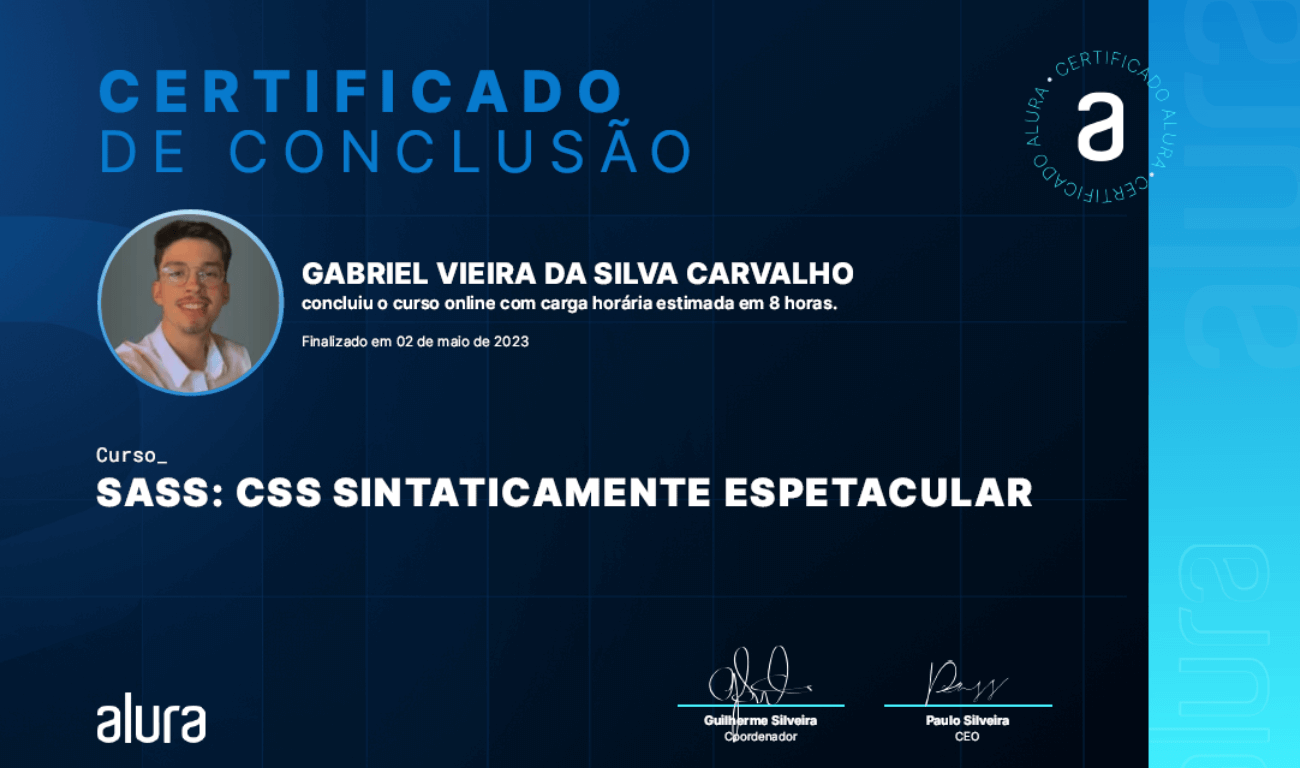 CERTIFICADO
DE CONCLUSÃO
• CERTIFICADO ALURA • CERTIFICADO ALURA
a
GABRIEL VIEIRA DA SILVA CARVALHO
concluiu o curso online com carga horária estimada em 8 horas.
Finalizado em 02 de maio de 2023
Curso_
SASS: CSS SINTATICAMENTE ESPETACULAR
alura
Guilherme Silveira
Coordenador
Paulo Silveira
CEO
alura
alura